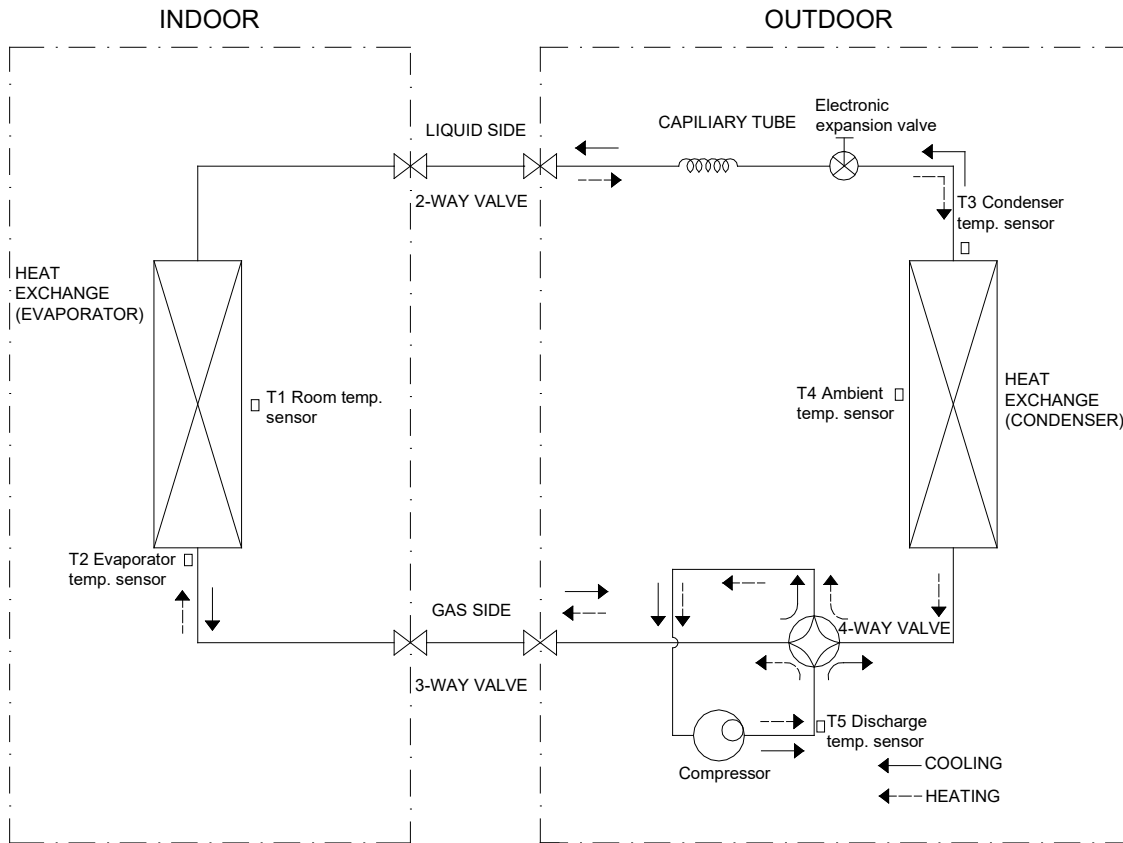 INDOOR
OUTDOOR
Electronic
expansion valve
CAPILIARY TUBE
LIQUID SIDE
2-WAY VALVE
T3 Condenser
temp. sensor
HEAT
EXCHANGE
(EVAPORATOR)
T1 Room temp.
sensor
T4 Ambient
temp. sensor
HEAT
EXCHANGE
(CONDENSER)
T2 Evaporator
temp. sensor
GAS SIDE
3-WAY VALVE
4-WAY VALVE
T5 Discharge
temp. sensor
Compressor
COOLING
HEATING